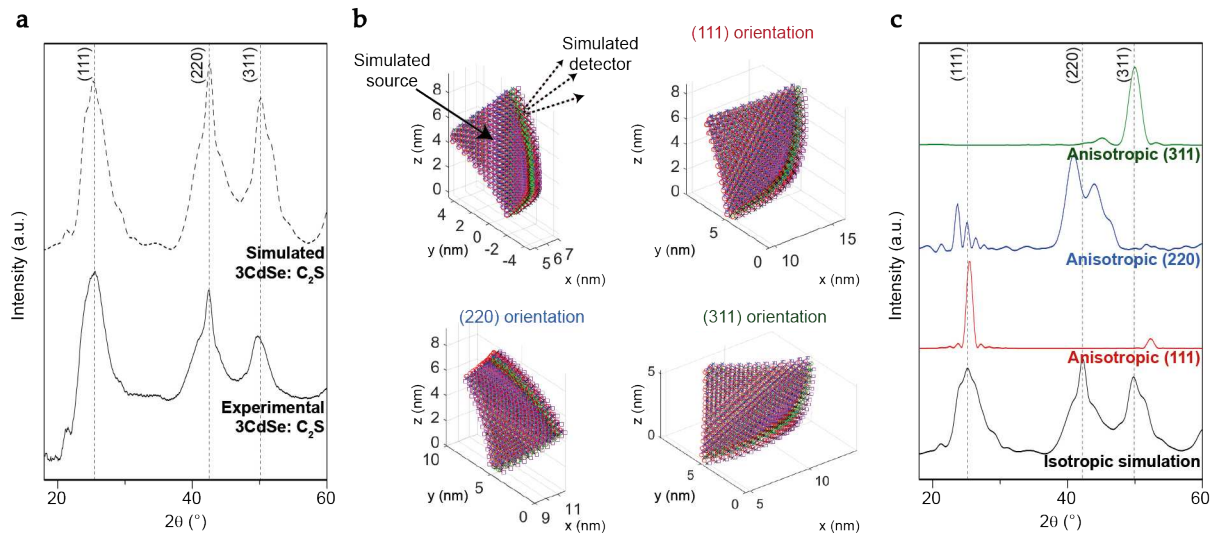 a
(111)
(220)
(311)
Simulated
3CdSe: C2S
Experimental
3CdSe: C2S
Intensity (a.u.)
20
40
60
2θ (°)
b
Simulated
source
Simulated
detector
8
6
4
2
0
z (nm)
4
2
0
-2
-4
y (nm)
5
6
7
x (nm)
(111) orientation
8
6
4
2
0
z (nm)
5
0
y (nm)
10
15
x (nm)
(220) orientation
8
6
4
2
0
z (nm)
10
5
0
y (nm)
9
11
x (nm)
(311) orientation
5
0
z (nm)
5
0
y (nm)
5
10
x (nm)
c
(111)
(220)
(311)
Anisotropic (311)
Anisotropic (220)
Anisotropic (111)
Isotropic simulation
Intensity (a.u.)
20
40
60
2θ (°)